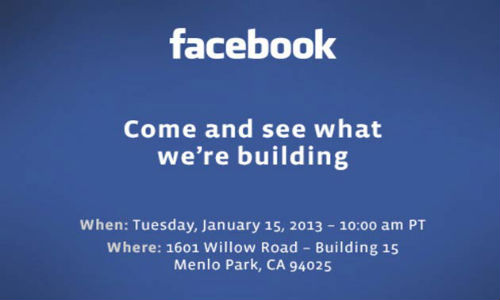 facebook
Come and see what
we're building
When: Tuesday, January 15, 2013 – 10:00 am PT
Where: 1601 Willow Road – Building 15
Menlo Park, CA 94025